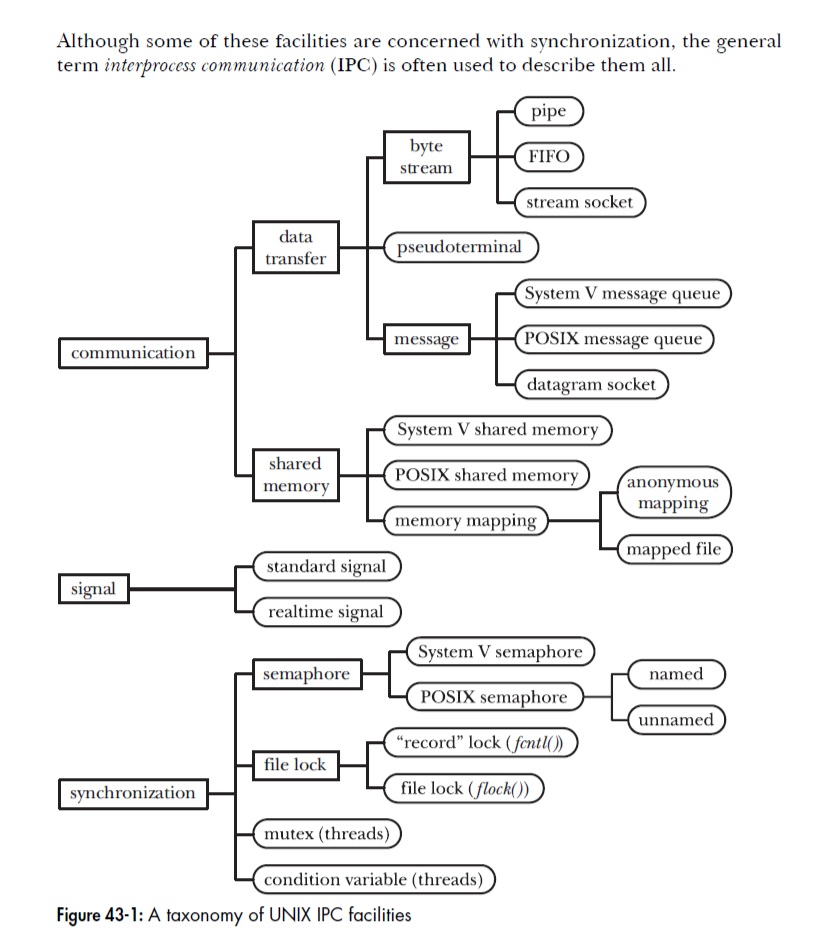 Although some of these facilities are concerned with synchronization, the general
term interprocess communication (IPC) is often used to describe them all.
pipe
byte
stream
FIFO
stream socket
data
transfer
pseudoterminal
System V message queue
message
POSIX message queue
communication
datagram socket
System V shared memory
shared
memory
POSIX shared memory
anonymous
mapping
memory mapping
mapped file
standard signal
signal
realtime signal
System V semaphore
semaphore
named
POSIX semaphore
unnamed
“record” lock (fcntl())
file lock
file lock (flock())
synchronization
mutex (threads)
condition variable (threads)
Figure 43-1: A taxonomy of UNIX IPC facilities